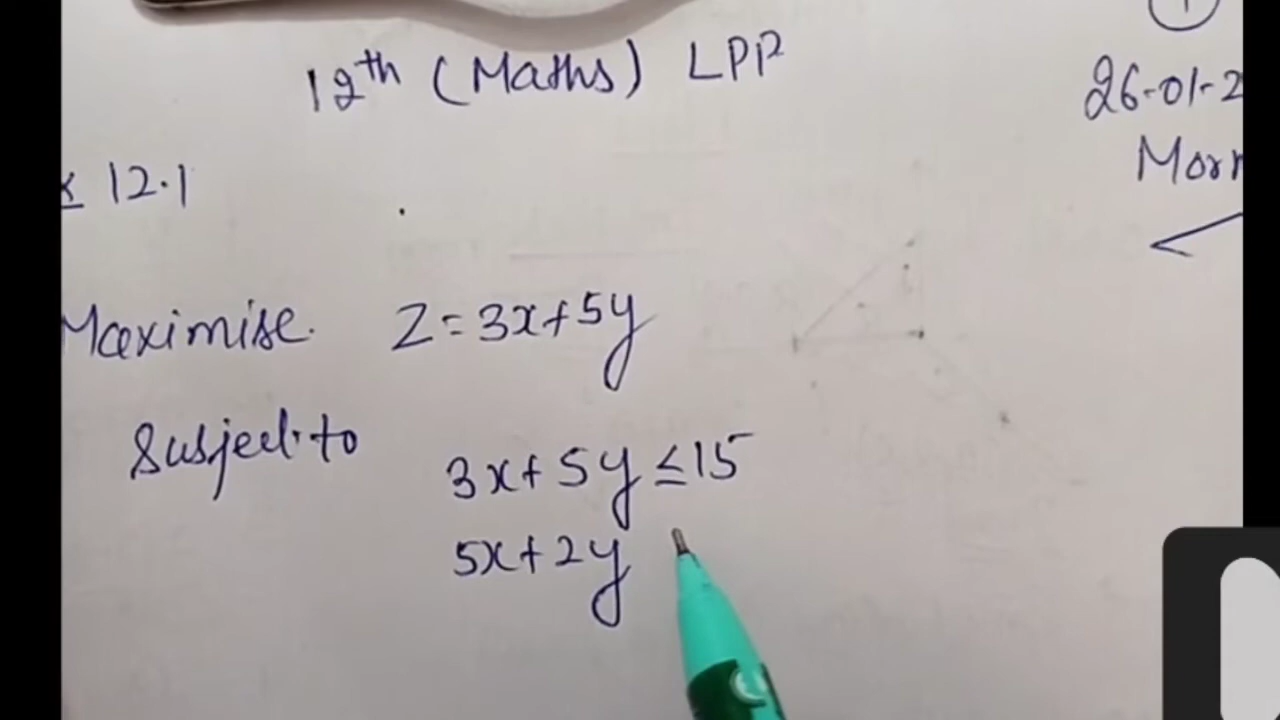 1
12th (Maths) LPP
26-01-2
Morn
x 12.1
Maximise. Z=3x+5y
Subject to
3x+5y≤15
5x+2y